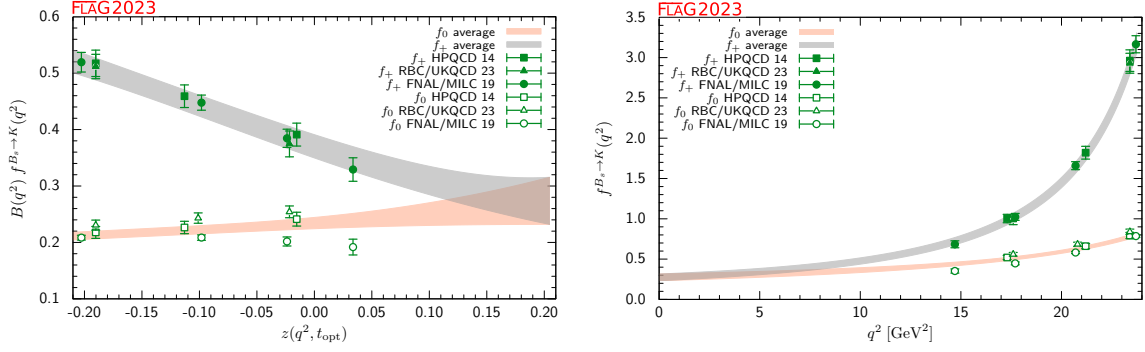 FLAG2023
f₀ average
f₊ average
f₊ HPQCD 14
f₊ RBC/UKQCD 23
f₊ FNAL/MILC 19
f₀ HPQCD 14
f₀ RBC/UKQCD 23
f₀ FNAL/MILC 19
B(q²) f^{B_s→K}(q²)
0.6
0.5
0.4
0.3
0.2
0.1
-0.20 -0.15 -0.10 -0.05 0.00 0.05 0.10 0.15 0.20
z(q², t_opt)
FLAG2023
f₀ average
f₊ average
f₊ HPQCD 14
f₊ RBC/UKQCD 23
f₊ FNAL/MILC 19
f₀ HPQCD 14
f₀ RBC/UKQCD 23
f₀ FNAL/MILC 19
f^{B_s→K}(q²)
3.5
3.0
2.5
2.0
1.5
1.0
0.5
0.0
0 5 10 15 20
q² [GeV²]